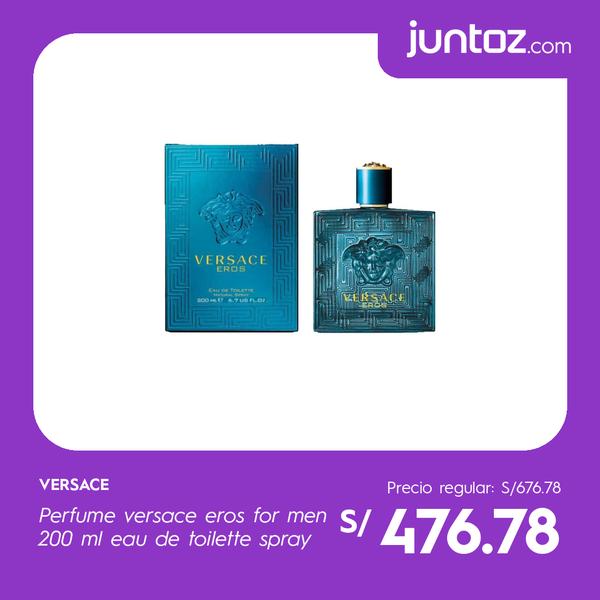 juntoz.com
VERSACE
EROS
EAU DE TOILETTE
NATURAL SPRAY
200 ml ℮ 6.7 US FL.OZ
VERSACE
EROS
VERSACE
Perfume versace eros for men
200 ml eau de toilette spray
Precio regular: S/676.78
S/ 476.78